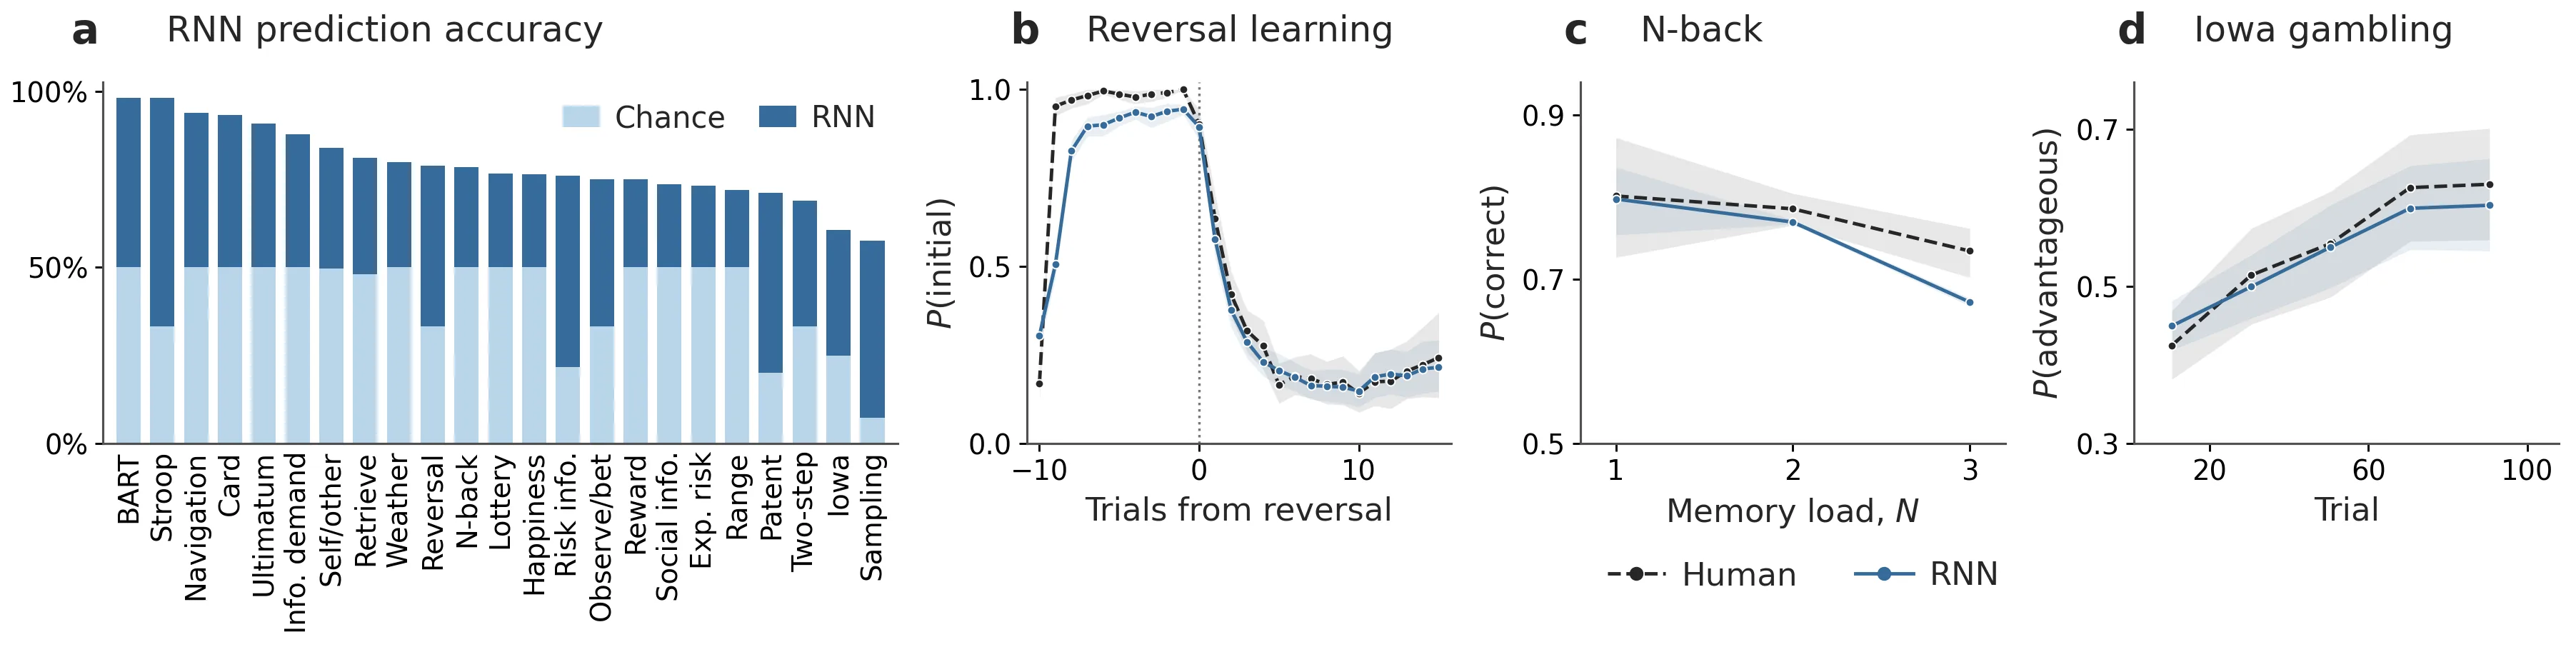 a RNN prediction accuracy
100%
50%
0%
Chance
RNN
BART
Stroop
Navigation
Card
Ultimatum
Info. demand
Self/other
Retrieve
Weather
Reversal
N-back
Lottery
Happiness
Risk info.
Observe/bet
Reward
Social info.
Exp. risk
Range
Patent
Two-step
Iowa
Sampling
b Reversal learning
P(initial)
1.0
0.5
0.0
−10 0 10
Trials from reversal
c N-back
P(correct)
0.9
0.7
0.5
1 2 3
Memory load, N
d Iowa gambling
P(advantageous)
0.7
0.5
0.3
20 60 100
Trial
Human
RNN